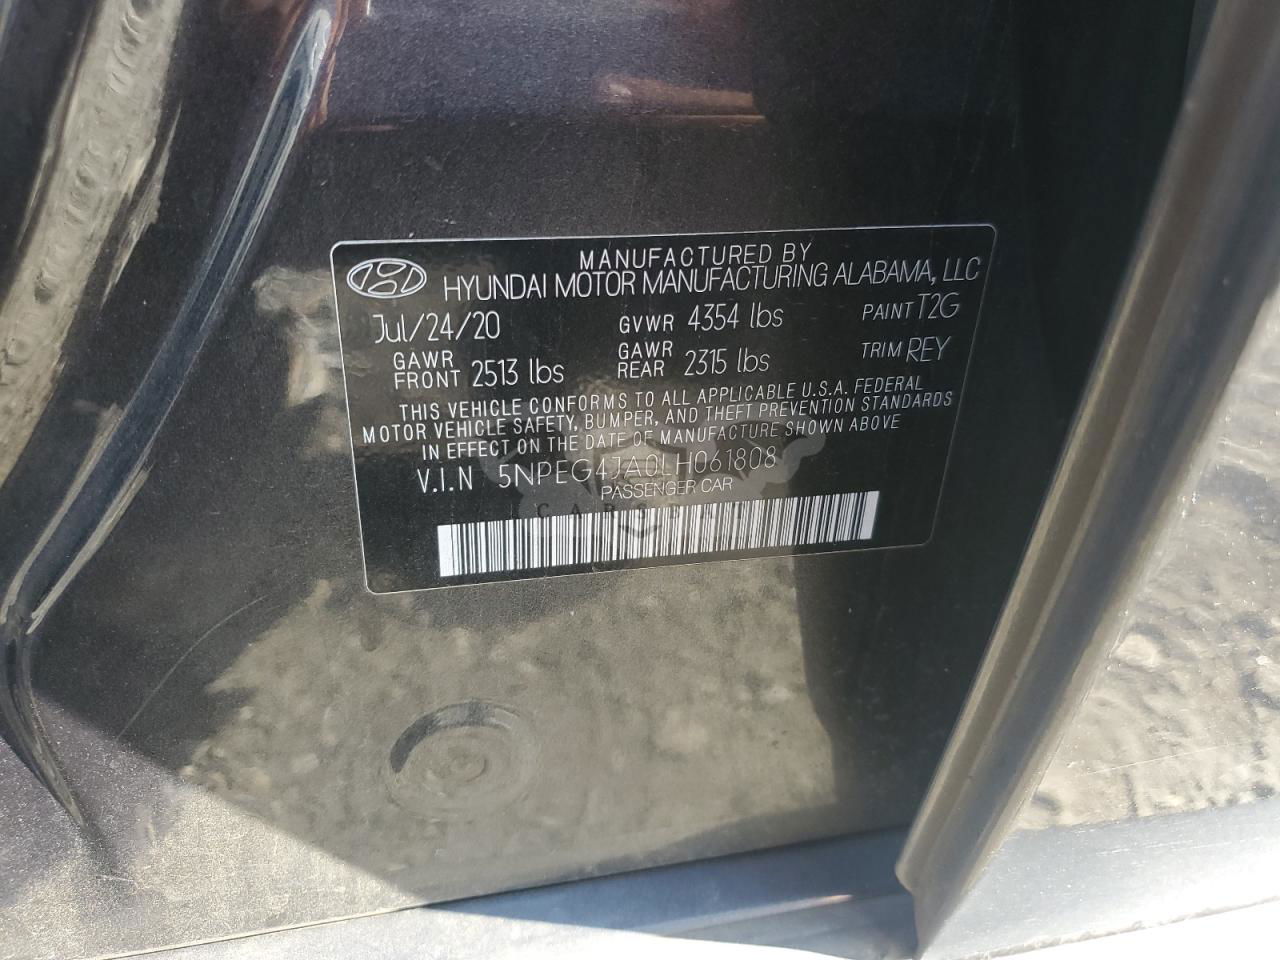 MANUFACTURED BY
HYUNDAI MOTOR MANUFACTURING ALABAMA, LLC
Jul/24/20 GVWR 4354 lbs PAINT T2G
GAWR FRONT 2513 lbs GAWR REAR 2315 lbs TRIM REY
THIS VEHICLE CONFORMS TO ALL APPLICABLE U.S.A. FEDERAL
MOTOR VEHICLE SAFETY, BUMPER, AND THEFT PREVENTION STANDARDS
IN EFFECT ON THE DATE OF MANUFACTURE SHOWN ABOVE
V.I.N 5NPEG4JA0LH061808
PASSENGER CAR